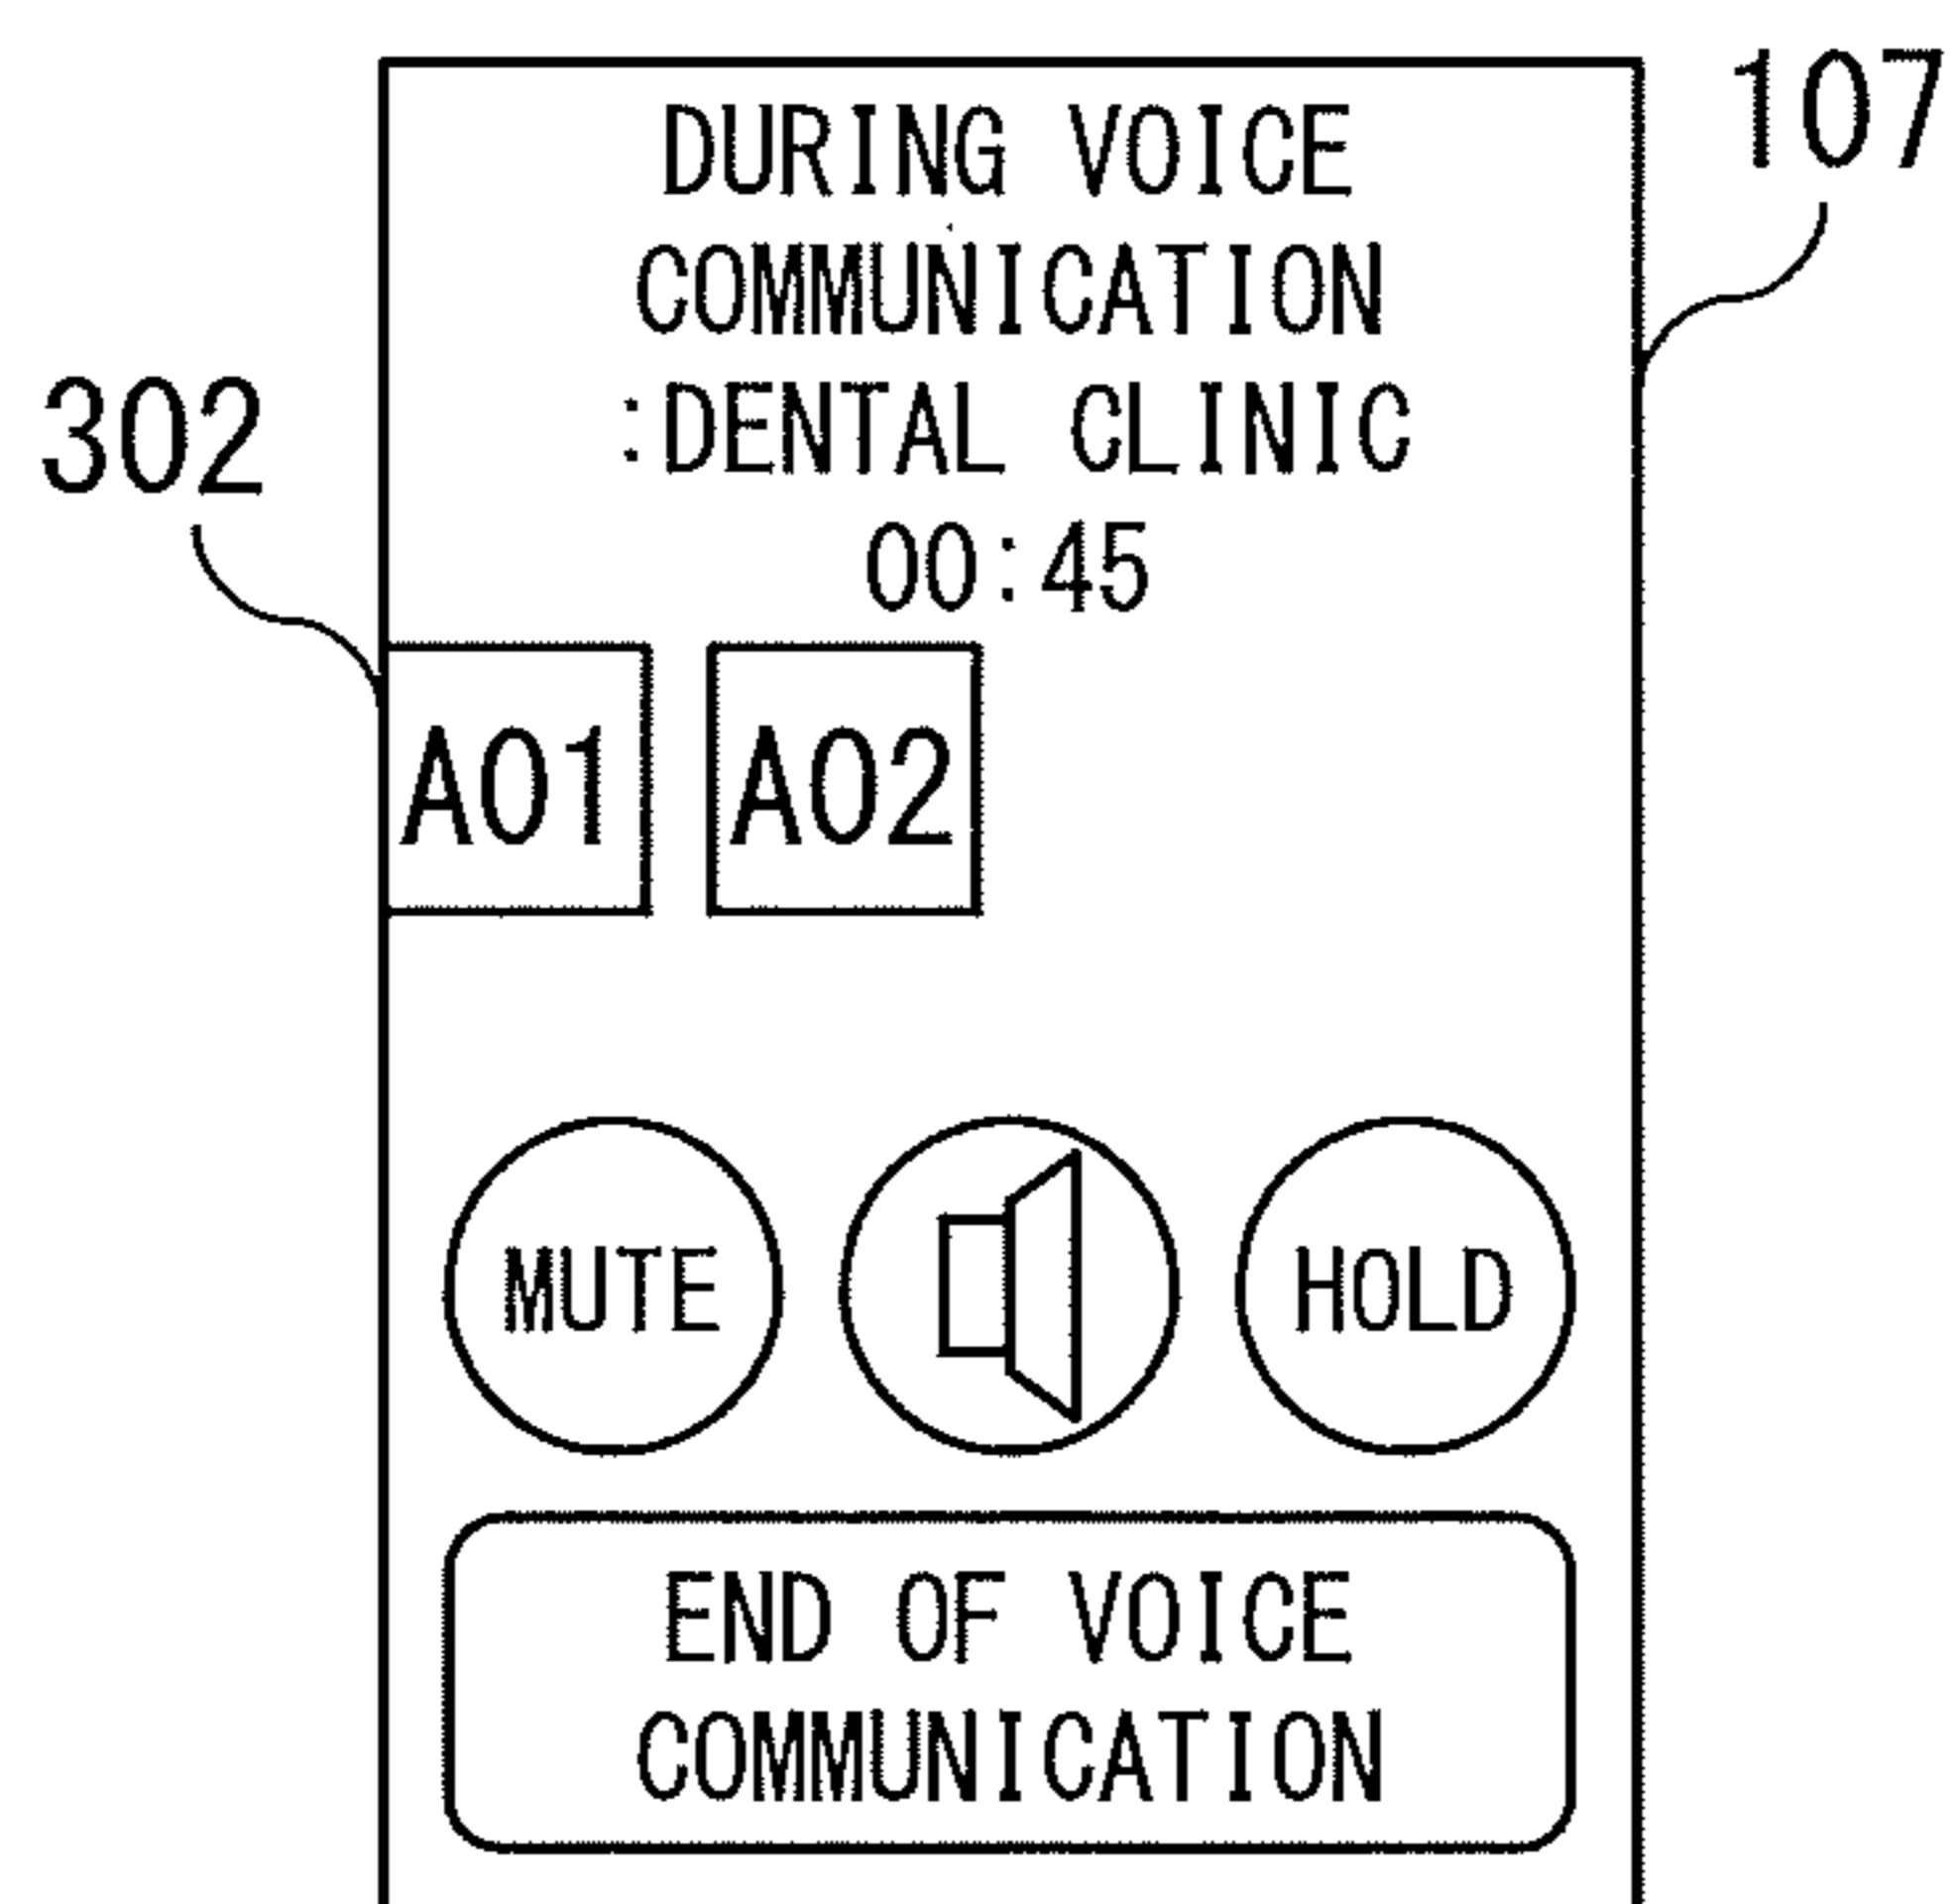 107
DURING VOICE
COMMUNICATION
:DENTAL CLINIC
00:45
302
A01 A02
MUTE HOLD
END OF VOICE
COMMUNICATION